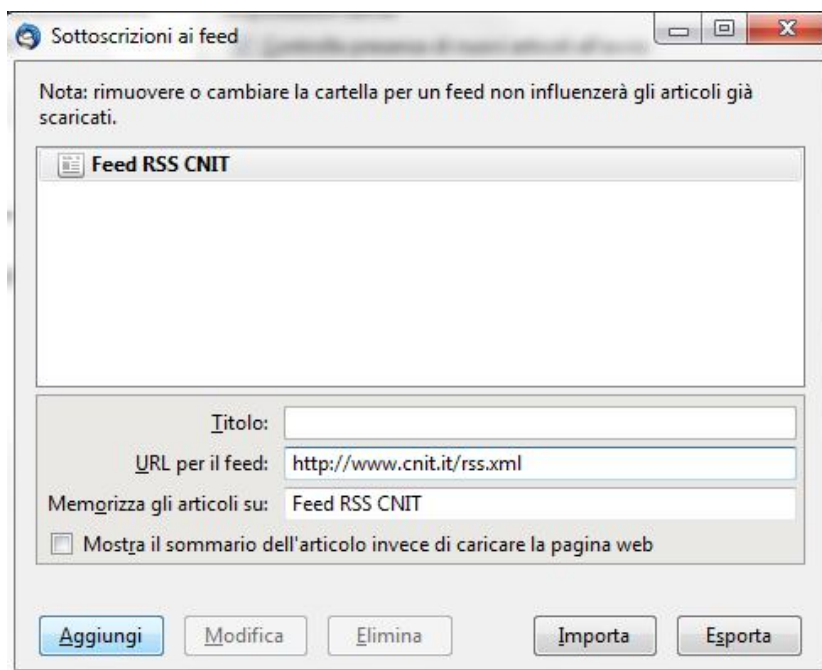 Sottoscrizioni ai feed
Nota: rimuovere o cambiare la cartella per un feed non influenzerà gli articoli già
scaricati.
Feed RSS CNIT
Titolo:
URL per il feed: http://www.cnit.it/rss.xml
Memorizza gli articoli su: Feed RSS CNIT
Mostra il sommario dell'articolo invece di caricare la pagina web
Aggiungi Modifica Elimina Importa Esporta